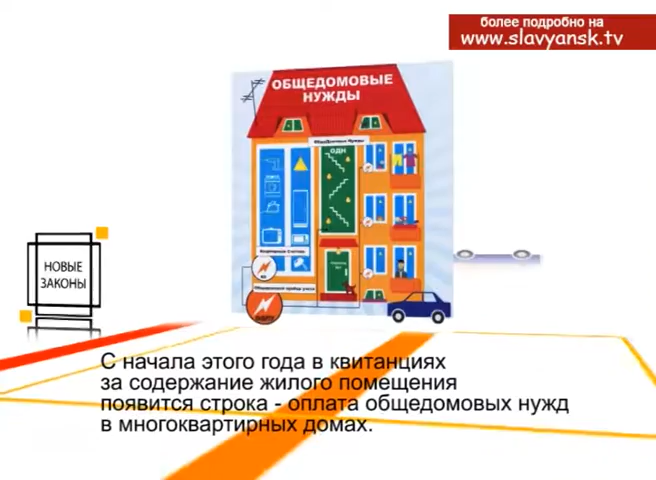 более подробно на
www.slavyansk.tv
ОБЩЕДОМОВЫЕ
НУЖДЫ
ОДН
НОВЫЕ
ЗАКОНЫ
С начала этого года в квитанциях
за содержание жилого помещения
появится строка - оплата общедомовых нужд
в многоквартирных домах.